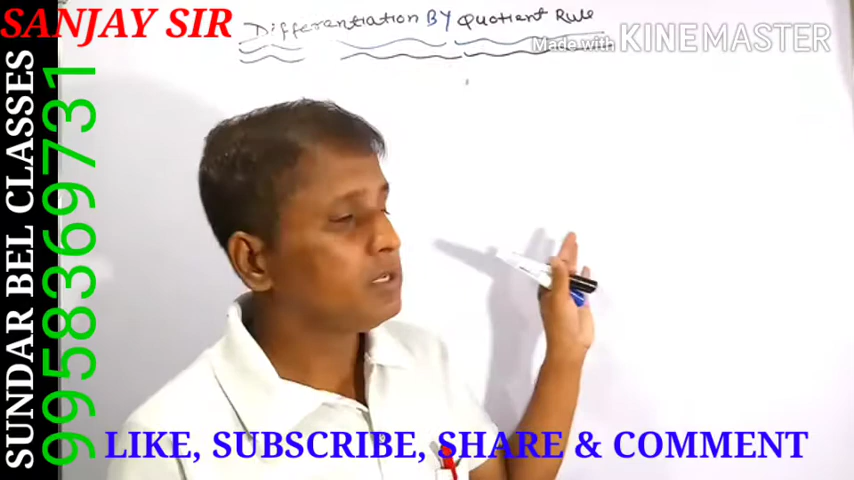 SANJAY SIR
Differentiation BY Quotient Rule
Made with KINEMASTER
SUNDAR BEL CLASSES
9958369731
LIKE, SUBSCRIBE, SHARE & COMMENT